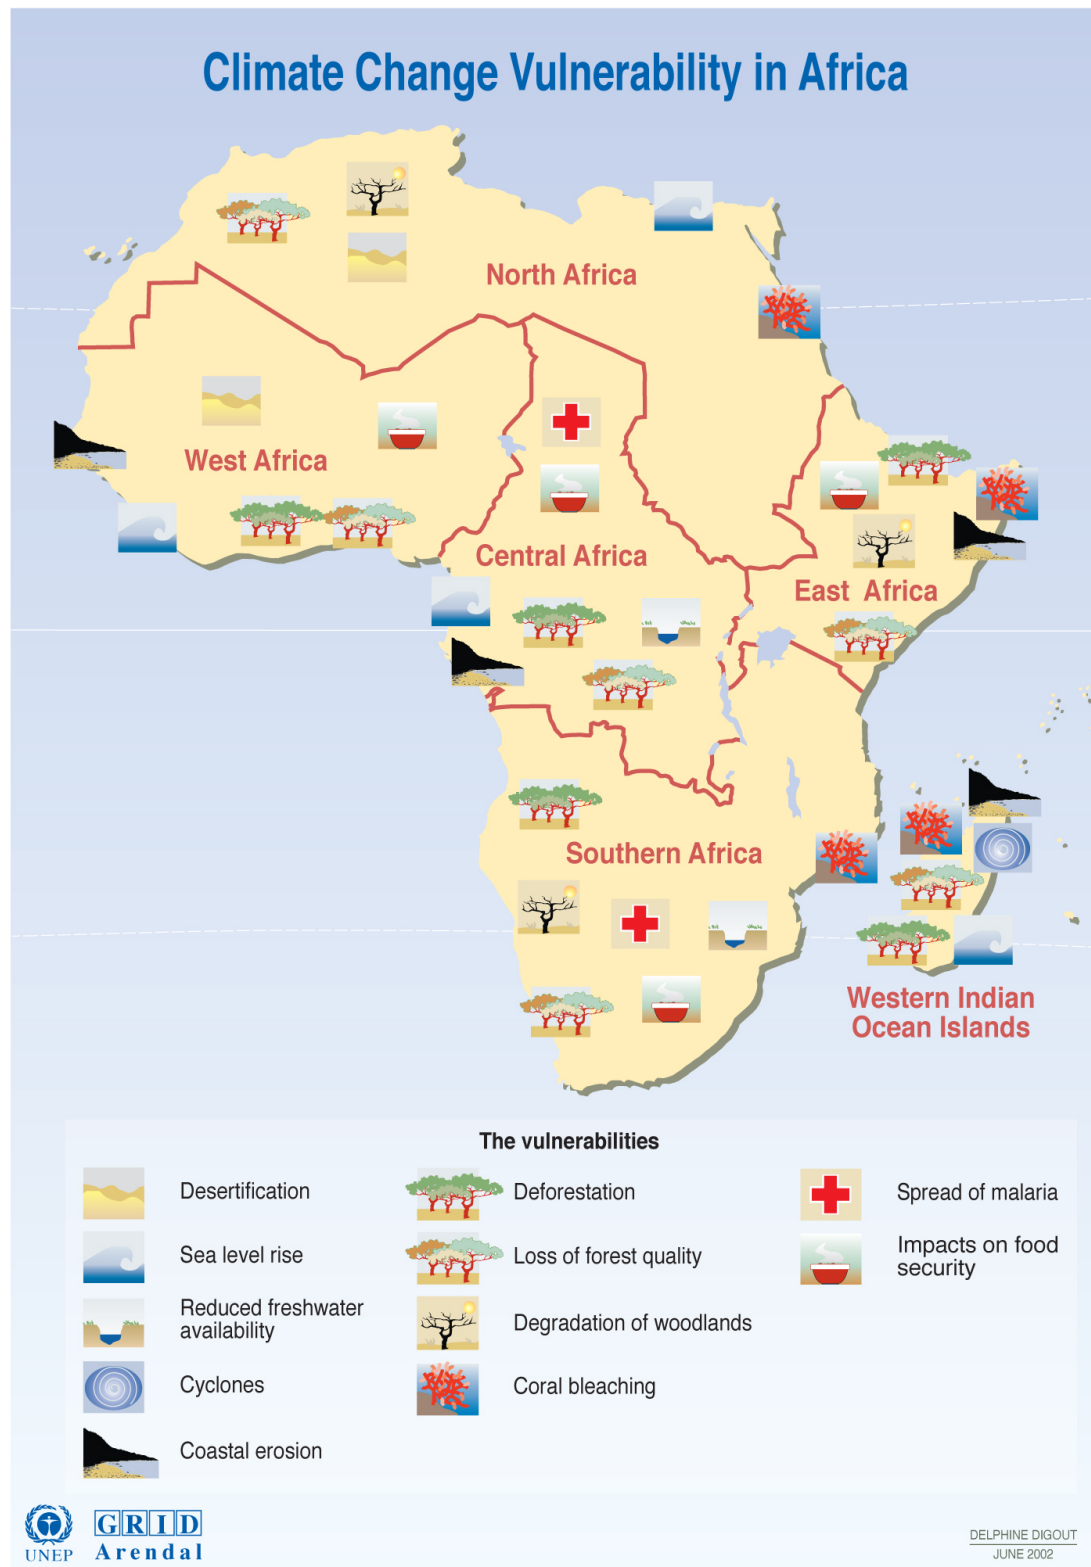 Climate Change Vulnerability in Africa
North Africa
West Africa
Central Africa
East Africa
Southern Africa
Western Indian
Ocean Islands
The vulnerabilities
Desertification
Sea level rise
Reduced freshwater
availability
Cyclones
Coastal erosion
Deforestation
Loss of forest quality
Degradation of woodlands
Coral bleaching
Spread of malaria
Impacts on food
security
UNEP
GRID
Arendal
DELPHINE DIGOUT
JUNE 2002